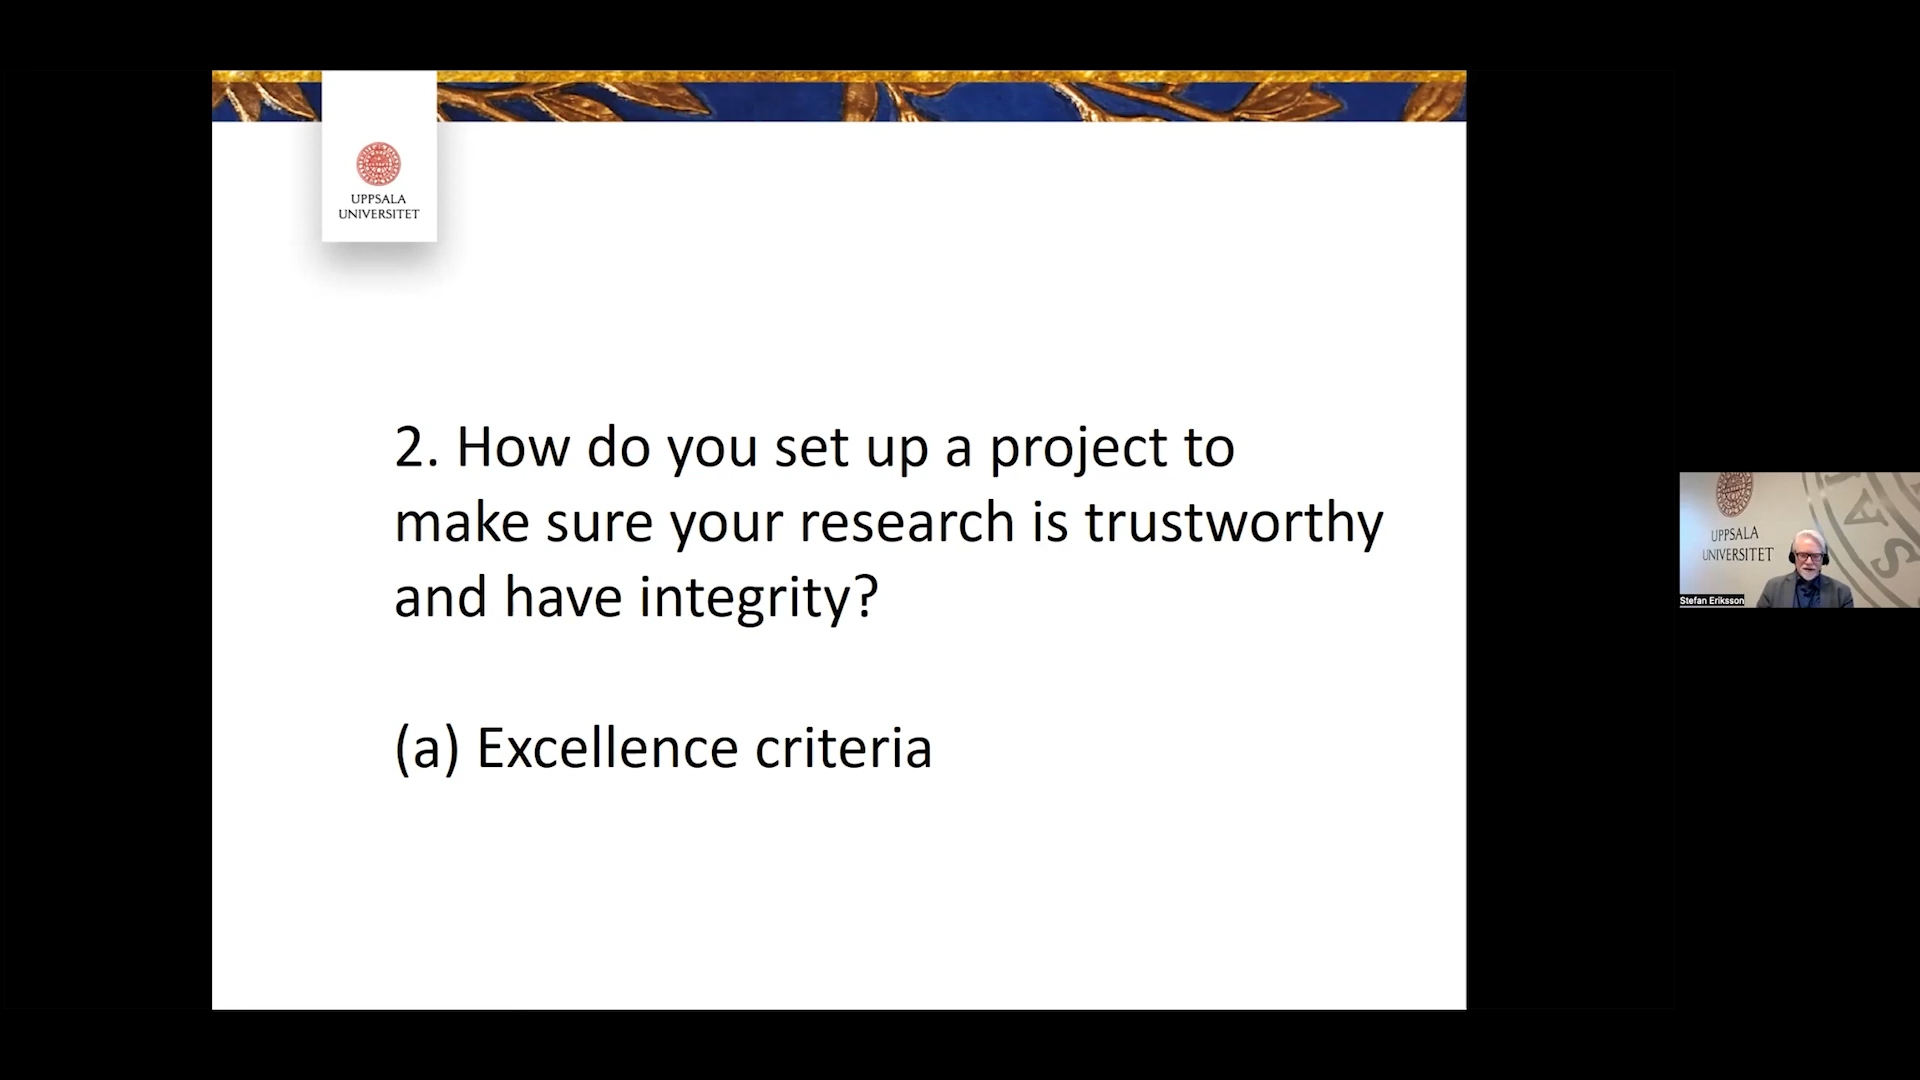 UPPSALA
UNIVERSITET
2. How do you set up a project to
make sure your research is trustworthy
and have integrity?
(a) Excellence criteria
UPPSALA
UNIVERSITET
Stefan Eriksson